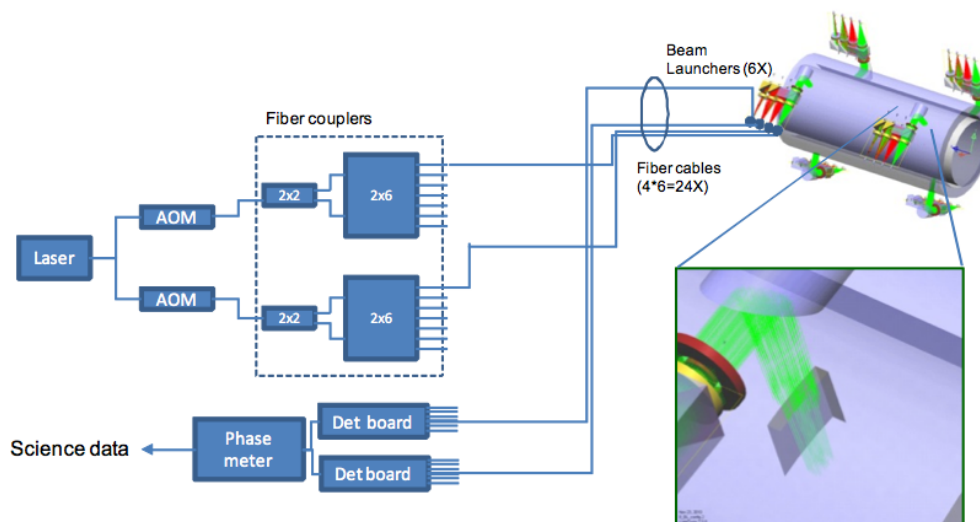 Beam
Launchers (6X)
Fiber couplers
Fiber cables
(4*6=24X)
2x2
2x6
AOM
Laser
AOM
2x2
2x6
Det board
Phase
meter
Science data
Det board